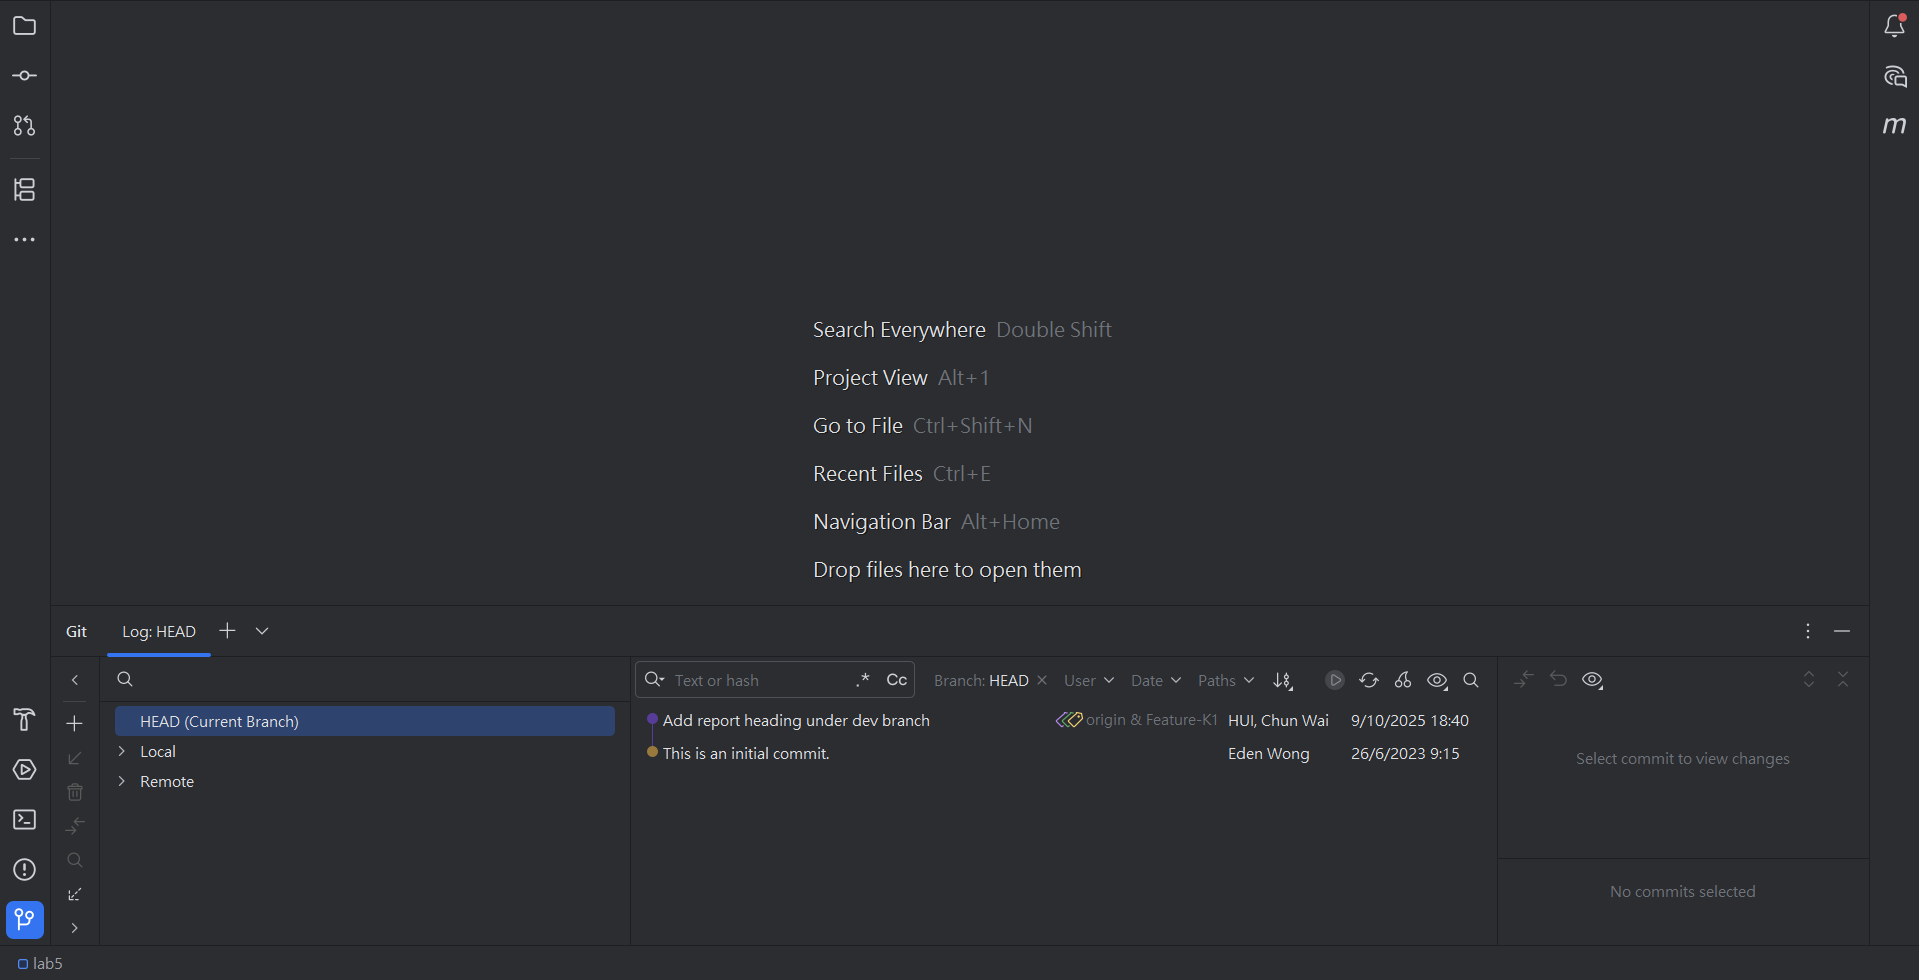 Search Everywhere Double Shift
Project View Alt+1
Go to File Ctrl+Shift+N
Recent Files Ctrl+E
Navigation Bar Alt+Home
Drop files here to open them
Git Log: HEAD
Text or hash .* Cc Branch: HEAD User Date Paths
HEAD (Current Branch)
Local
Remote
Add report heading under dev branch origin & Feature-K1 HUI, Chun Wai 9/10/2025 18:40
This is an initial commit. Eden Wong 26/6/2023 9:15
Select commit to view changes
No commits selected
lab5
m